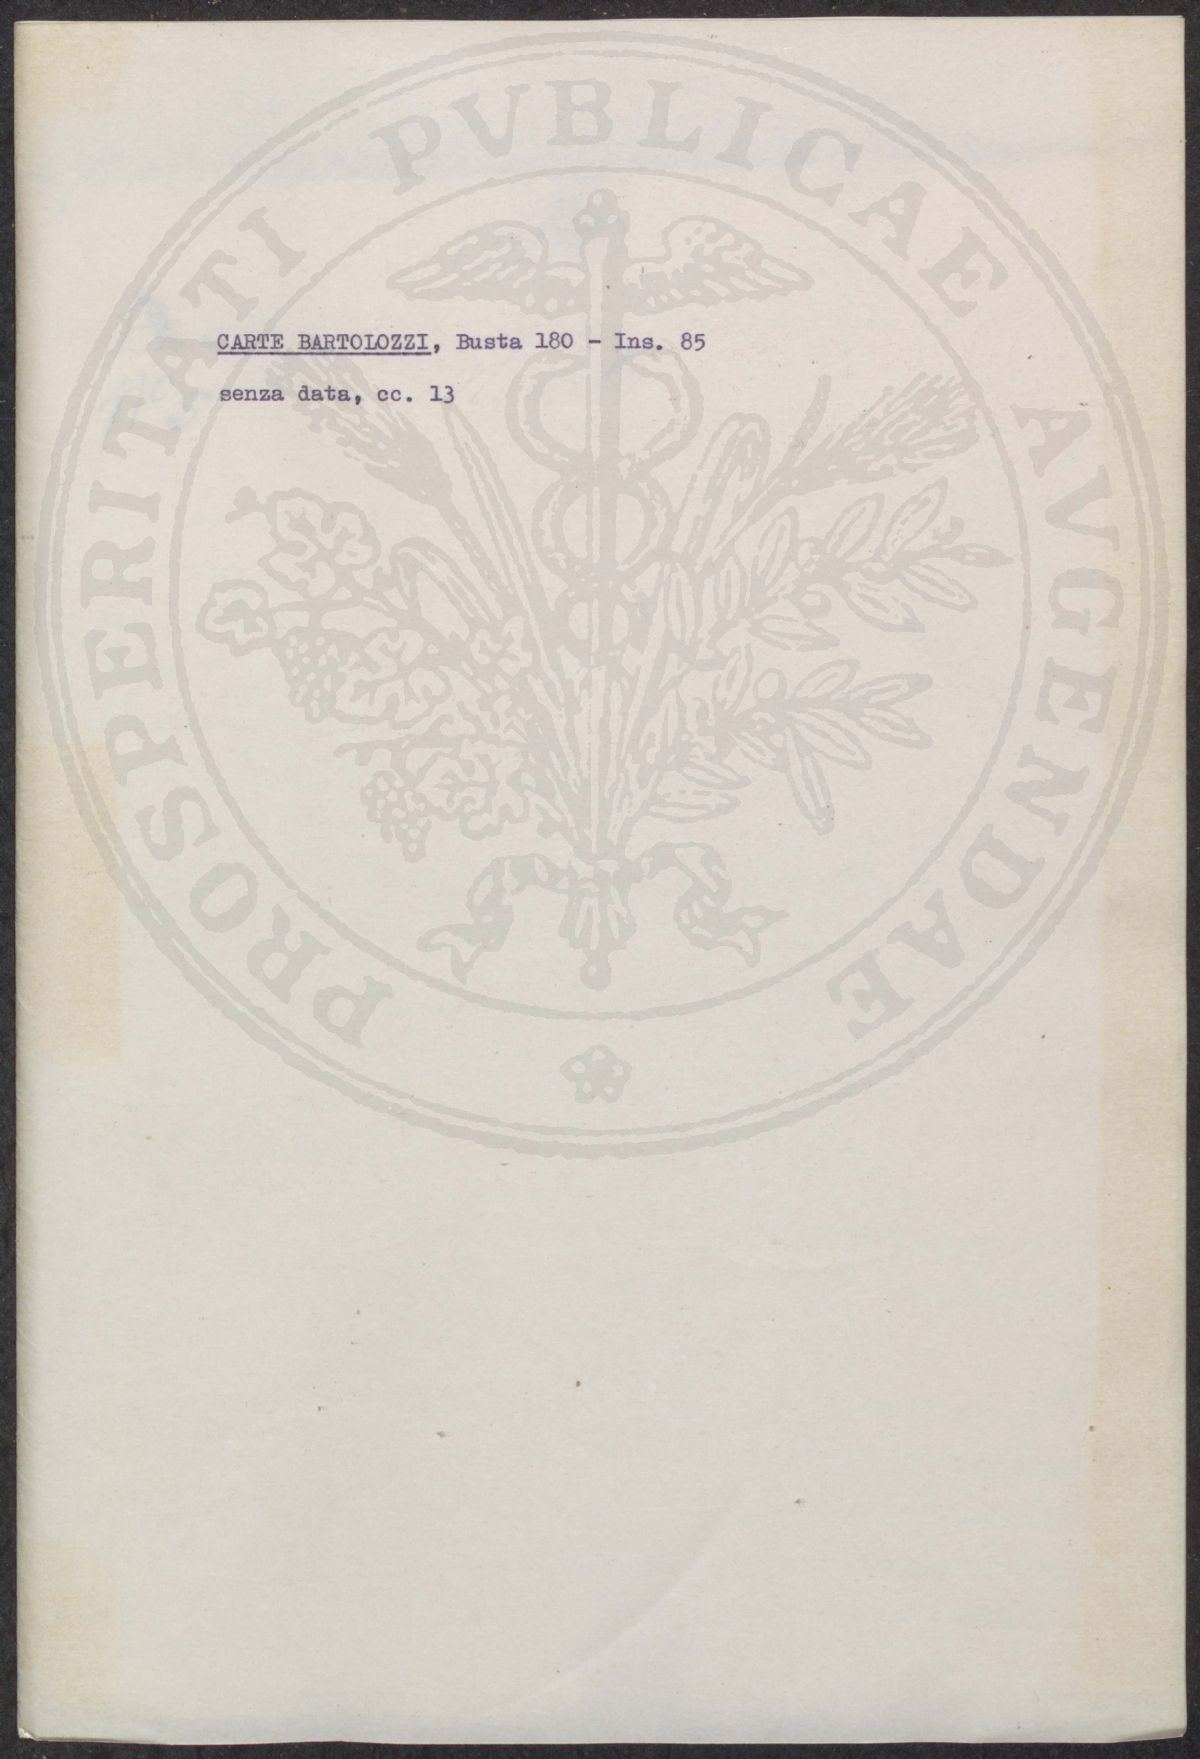 CARTE BARTOLOZZI, Busta 180 - Ins. 85
senza data, cc. 13
PROSPERITATI PVBLICAE AVGENDAE